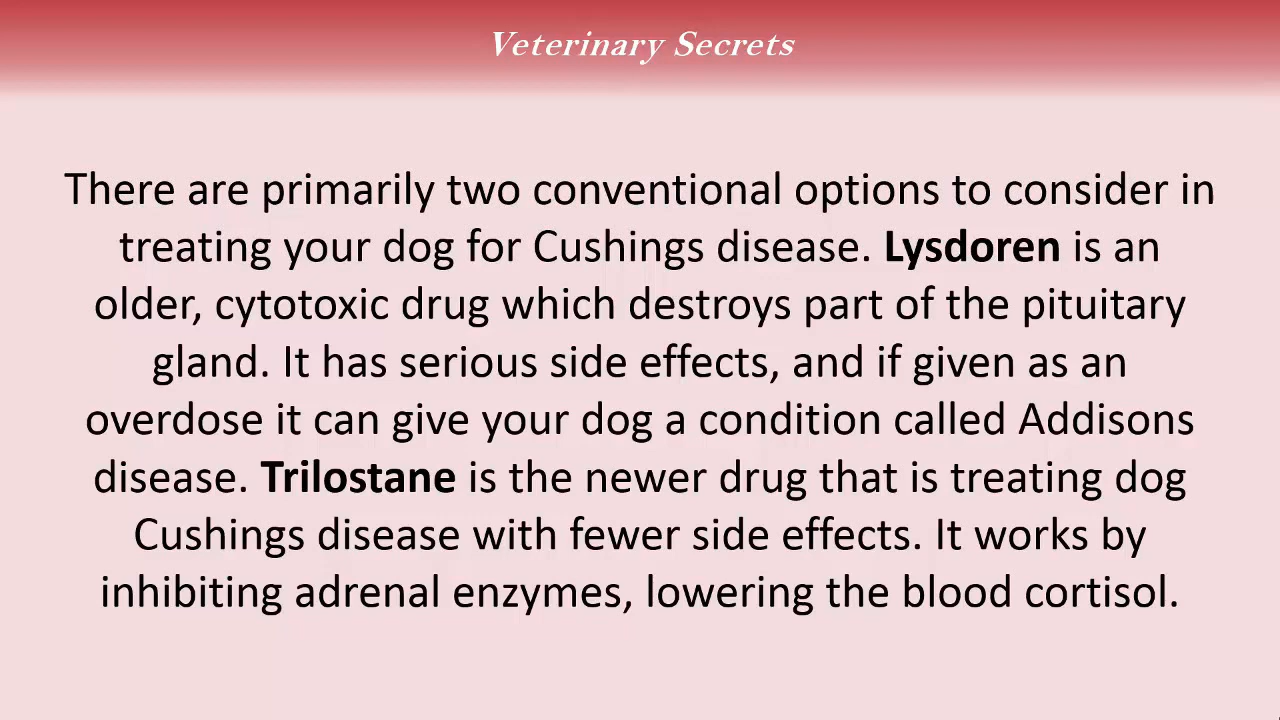 Veterinary Secrets
There are primarily two conventional options to consider in
treating your dog for Cushings disease. Lysdoren is an
older, cytotoxic drug which destroys part of the pituitary
gland. It has serious side effects, and if given as an
overdose it can give your dog a condition called Addisons
disease. Trilostane is the newer drug that is treating dog
Cushings disease with fewer side effects. It works by
inhibiting adrenal enzymes, lowering the blood cortisol.